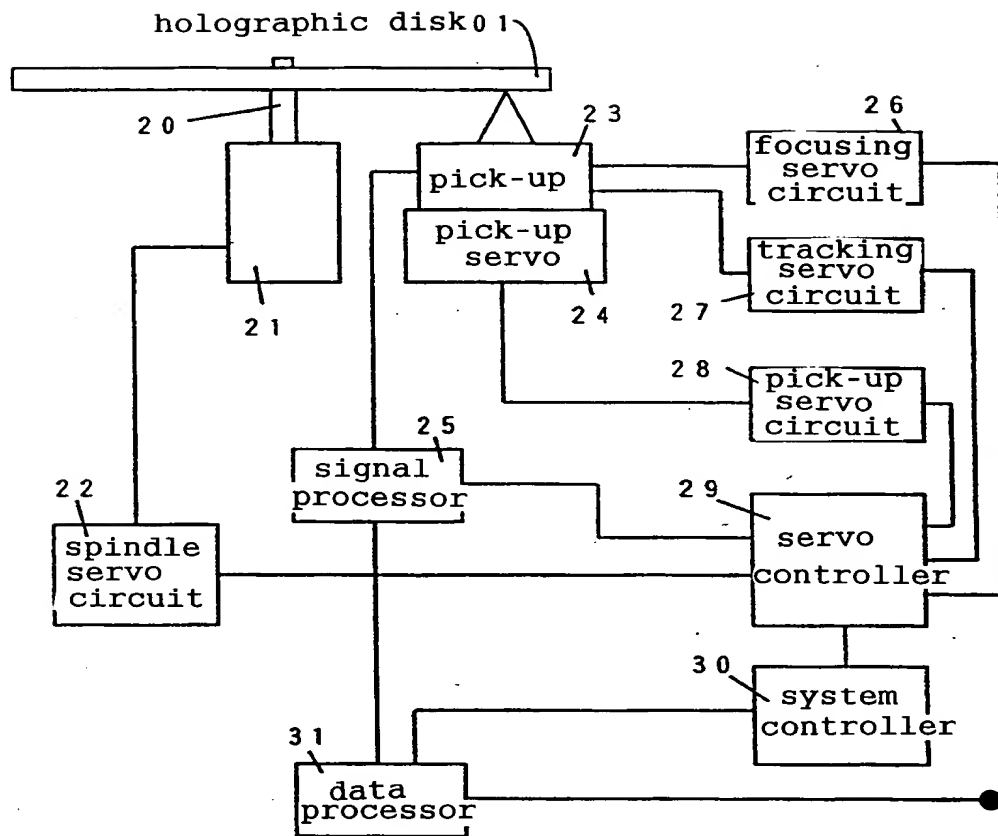 holographic disk01
20
23
26
focusing
servo
circuit
pick-up
pick-up
servo
tracking
servo
circuit
21
24
27
28
pick-up
servo
circuit
25
signal
processor
22
29
spindle
servo
circuit
servo
controller
30
system
controller
31
data
processor